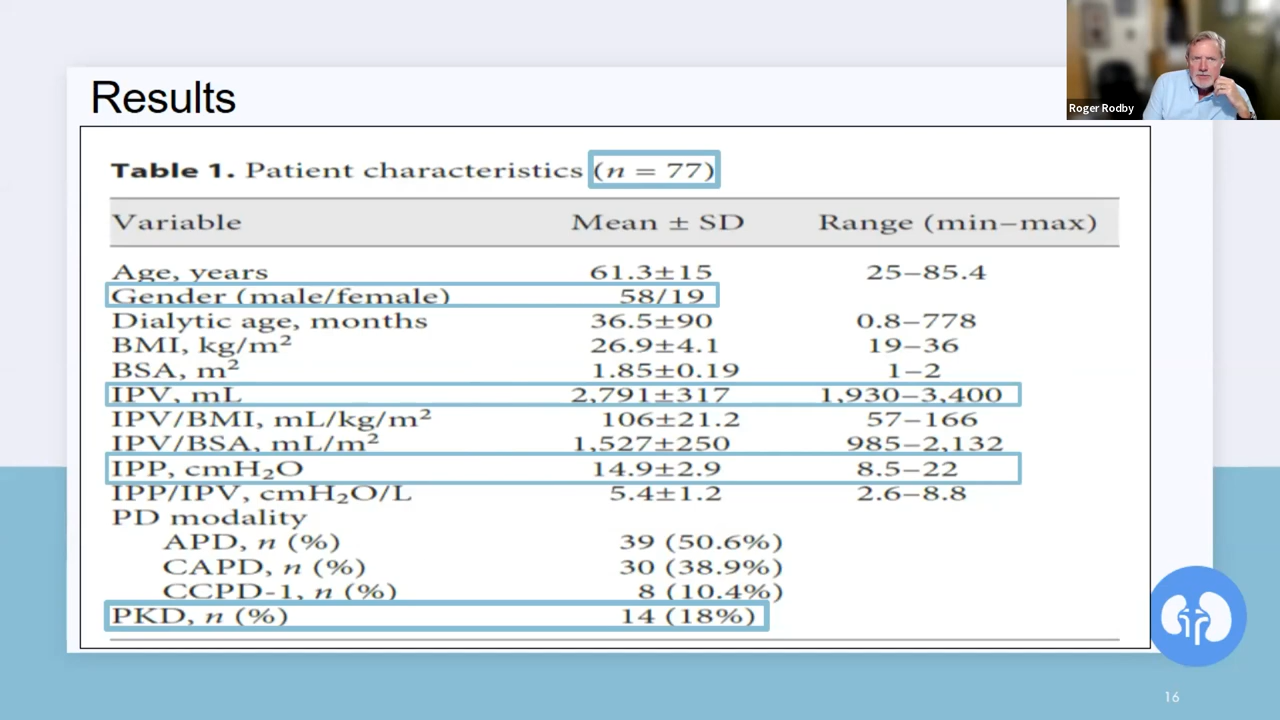 Roger Rodby
Results
Table 1. Patient characteristics (n = 77)
Variable Mean ± SD Range (min–max)
Age, years 61.3±15 25–85.4
Gender (male/female) 58/19
Dialytic age, months 36.5±90 0.8–778
BMI, kg/m² 26.9±4.1 19–36
BSA, m² 1.85±0.19 1–2
IPV, mL 2,791±317 1,930–3,400
IPV/BMI, mL/kg/m² 106±21.2 57–166
IPV/BSA, mL/m² 1,527±250 985–2,132
IPP, cmH₂O 14.9±2.9 8.5–22
IPP/IPV, cmH₂O/L 5.4±1.2 2.6–8.8
PD modality
APD, n (%) 39 (50.6%)
CAPD, n (%) 30 (38.9%)
CCPD-1, n (%) 8 (10.4%)
PKD, n (%) 14 (18%)
16